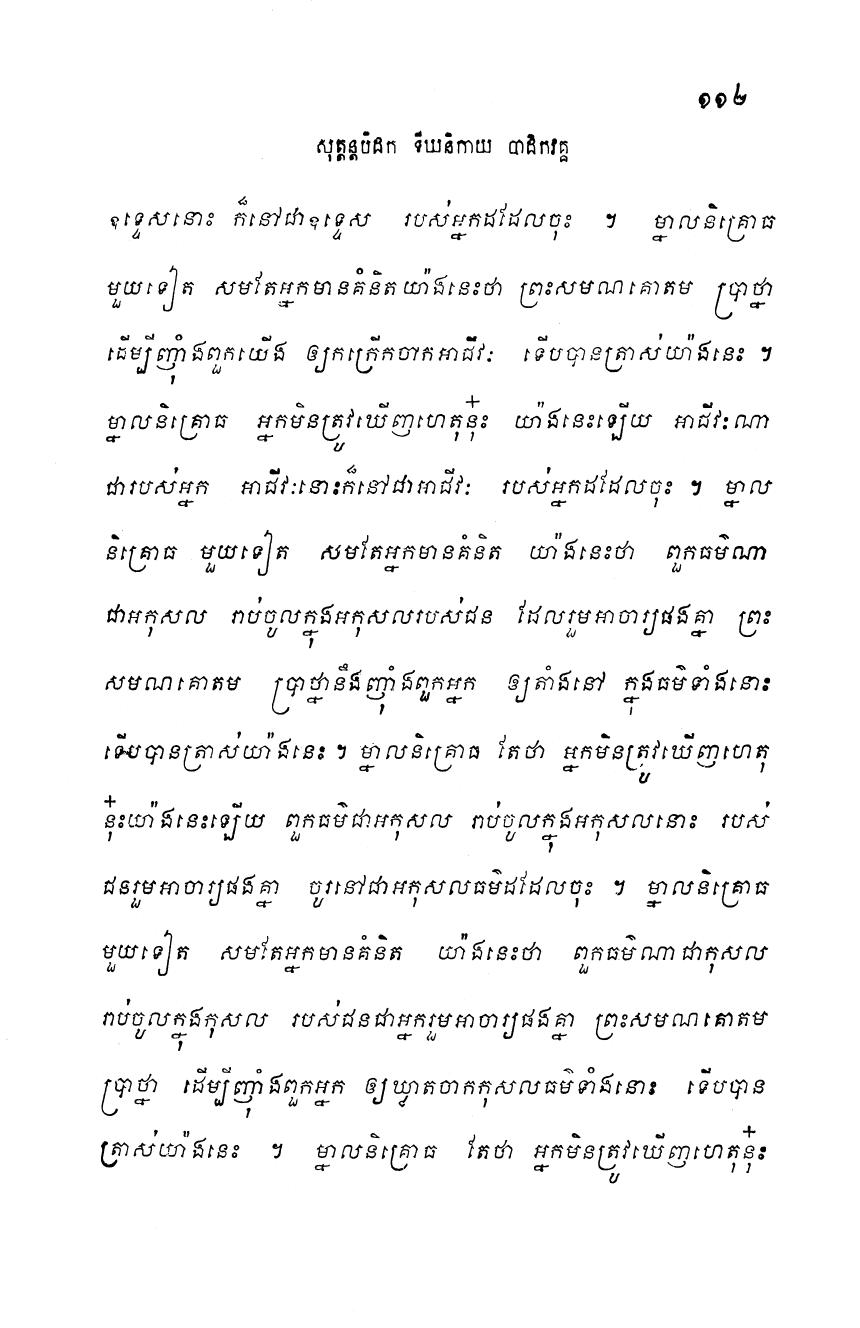 ១១២
សុត្តន្តបិដក ទីឃនិកាយ បាដិកវគ្គ
ឧទ្ទេសនោះ ក៏នៅជាឧទ្ទេស របស់អ្នកដដែលចុះ ។ ម្នាលនិគ្រោធ
មួយទៀត សមតែអ្នកមានគំនិតយ៉ាងនេះថា ព្រះសមណគោតម ប្រាថ្នា
ដើម្បីញ៉ាំងពួកយើង ឲ្យកក្រើកចាកអាជីវៈ ទើបបានត្រាស់យ៉ាងនេះ ។
ម្នាលនិគ្រោធ អ្នកមិនត្រូវឃើញហេតុនុ៎ះ យ៉ាងនេះឡើយ អាជីវៈណា
ជារបស់អ្នក អាជីវៈនោះក៏នៅជាអាជីវៈ របស់អ្នកដដែលចុះ ។ ម្នាល
និគ្រោធ មួយទៀត សមតែអ្នកមានគំនិត យ៉ាងនេះថា ពួកធម៌ណា
ជាអកុសល រាប់ចូលក្នុងអកុសលរបស់ជន ដែលរួមអាចារ្យផងគ្នា ព្រះ
សមណគោតម ប្រាថ្នានឹងញ៉ាំងពួកអ្នក ឲ្យតាំងនៅ ក្នុងធម៌ទាំងនោះ
ទើបបានត្រាស់យ៉ាងនេះ ។ ម្នាលនិគ្រោធ តែថា អ្នកមិនត្រូវឃើញហេតុ
នុ៎ះយ៉ាងនេះឡើយ ពួកធម៌ជាអកុសល រាប់ចូលក្នុងអកុសលនោះ របស់
ជនរួមអាចារ្យផងគ្នា ចូរនៅជាអកុសលធម៌ដដែលចុះ ។ ម្នាលនិគ្រោធ
មួយទៀត សមតែអ្នកមានគំនិត យ៉ាងនេះថា ពួកធម៌ណាជាកុសល
រាប់ចូលក្នុងកុសល របស់ជនជាអ្នករួមអាចារ្យផងគ្នា ព្រះសមណគោតម
ប្រាថ្នា ដើម្បីញ៉ាំងពួកអ្នក ឲ្យឃ្វាតចាកកុសលធម៌ទាំងនោះ ទើបបាន
ត្រាស់យ៉ាងនេះ ។ ម្នាលនិគ្រោធ តែថា អ្នកមិនត្រូវឃើញហេតុនុ៎ះ